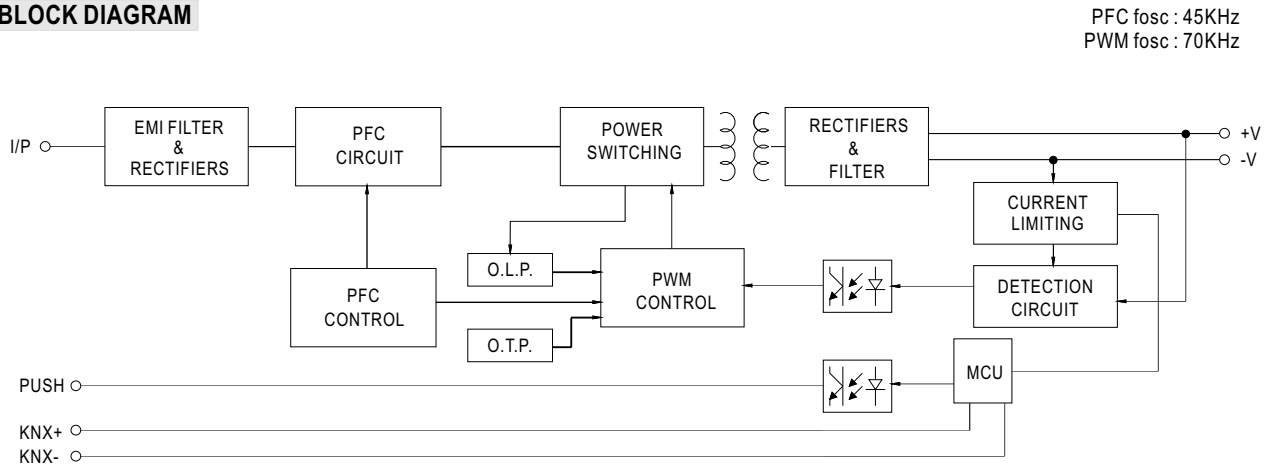 BLOCK DIAGRAM
PFC fosc : 45KHz
PWM fosc : 70KHz
I/P
EMI FILTER
&
RECTIFIERS
PFC
CIRCUIT
POWER
SWITCHING
RECTIFIERS
&
FILTER
+V
-V
CURRENT
LIMITING
O.L.P.
PWM
CONTROL
DETECTION
CIRCUIT
PFC
CONTROL
O.T.P.
MCU
PUSH
KNX+
KNX-